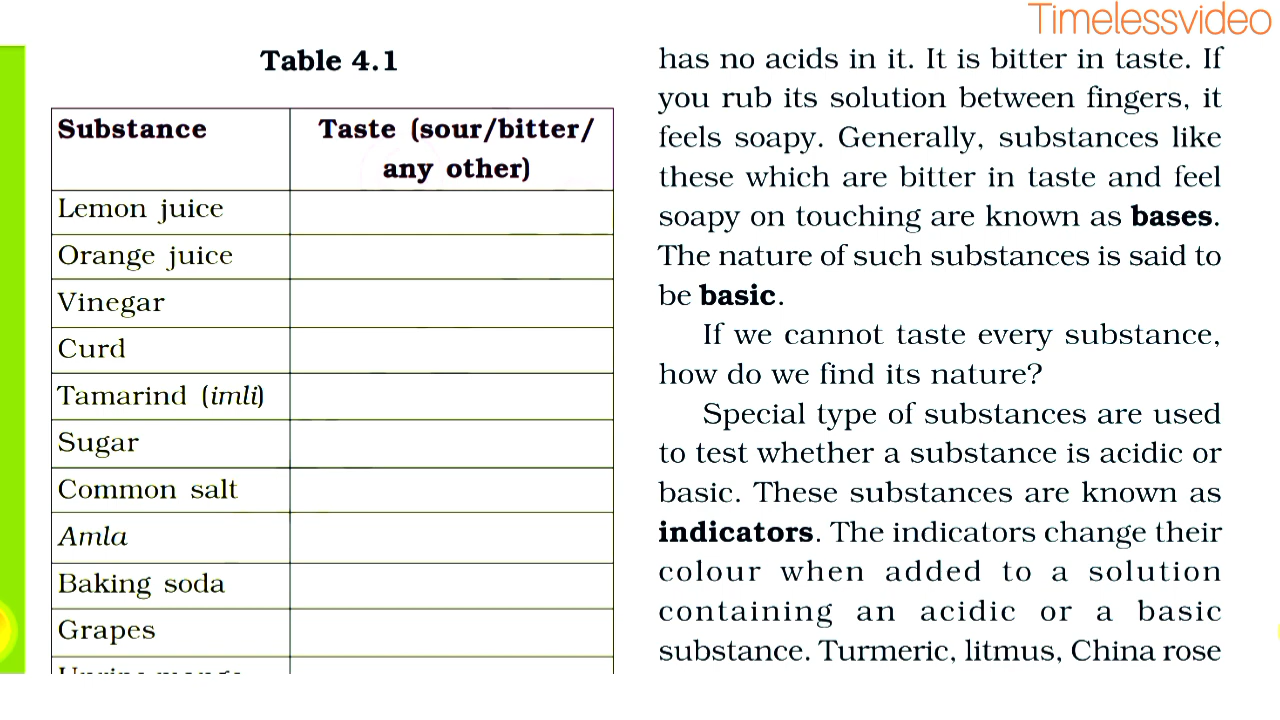 Timelessvideo
Table 4.1
Substance
Taste (sour/bitter/
any other)
Lemon juice
Orange juice
Vinegar
Curd
Tamarind (imli)
Sugar
Common salt
Amla
Baking soda
Grapes
has no acids in it. It is bitter in taste. If
you rub its solution between fingers, it
feels soapy. Generally, substances like
these which are bitter in taste and feel
soapy on touching are known as bases.
The nature of such substances is said to
be basic.
If we cannot taste every substance,
how do we find its nature?
Special type of substances are used
to test whether a substance is acidic or
basic. These substances are known as
indicators. The indicators change their
colour when added to a solution
containing an acidic or a basic
substance. Turmeric, litmus, China rose